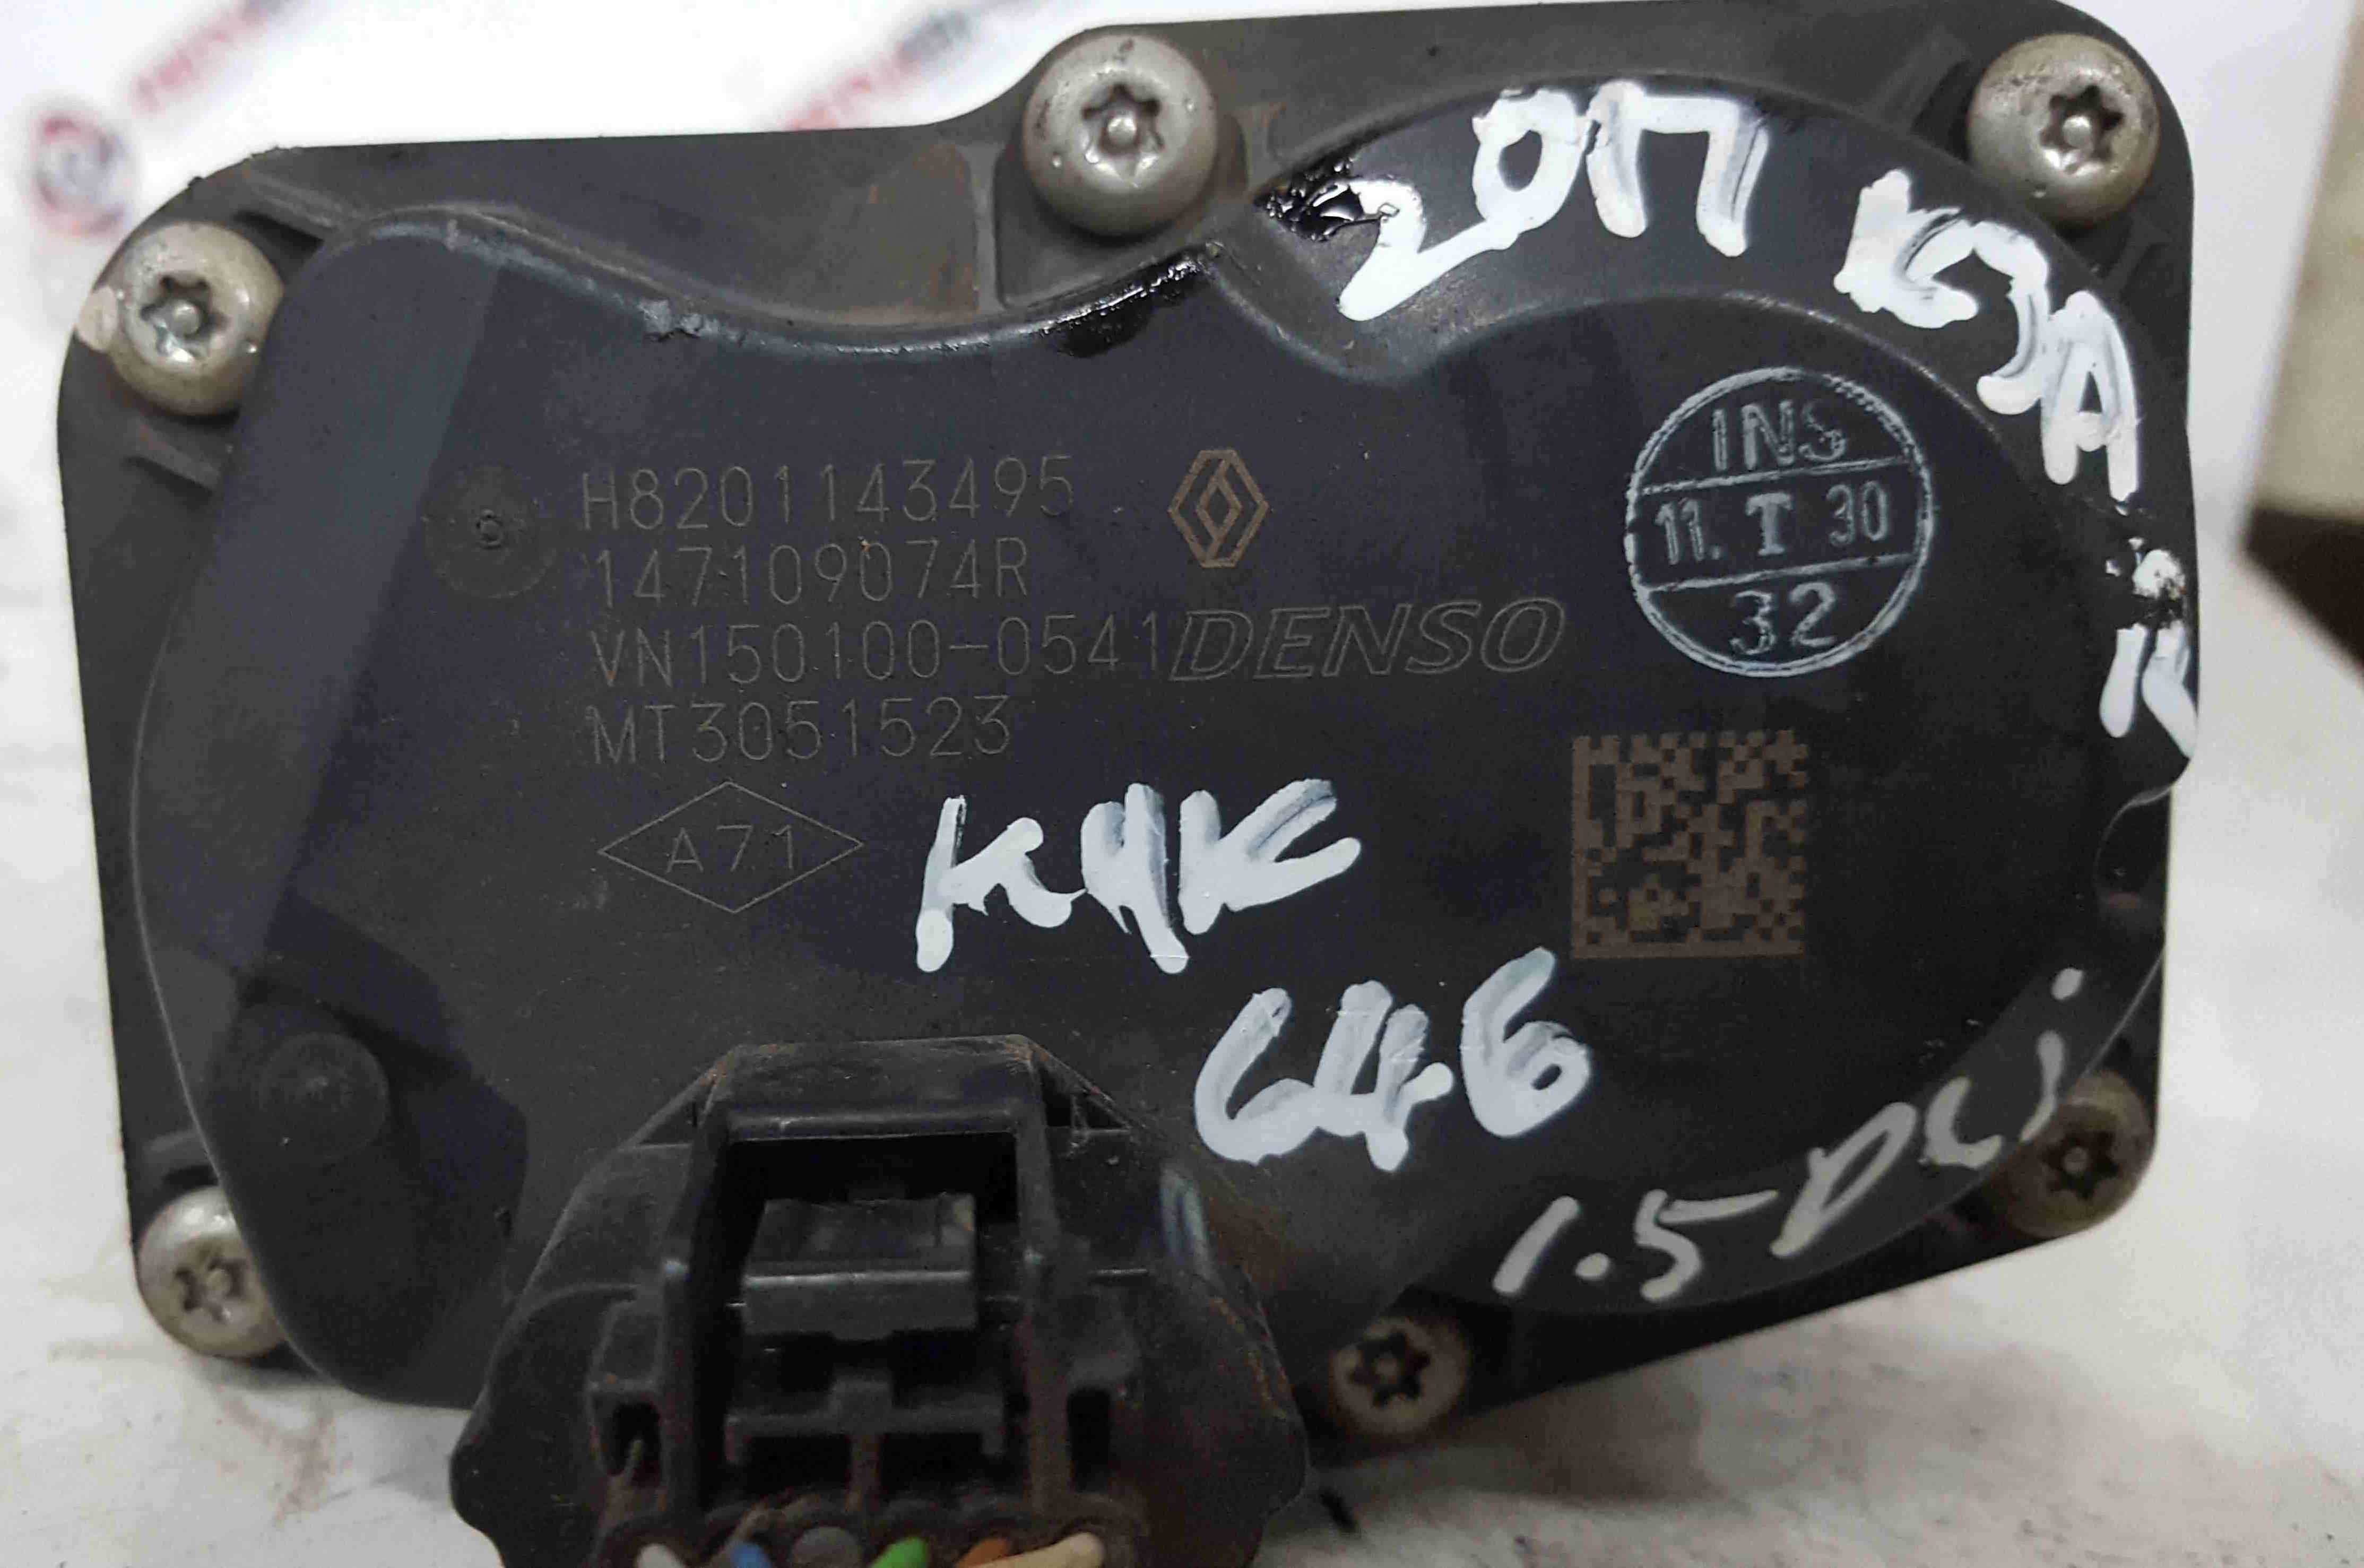 2017
H8201143495
147109074R
VN150100-0541 DENSO
MT3051523
A71
INS
11. T 30
32
K9K
646
1.5 DCi